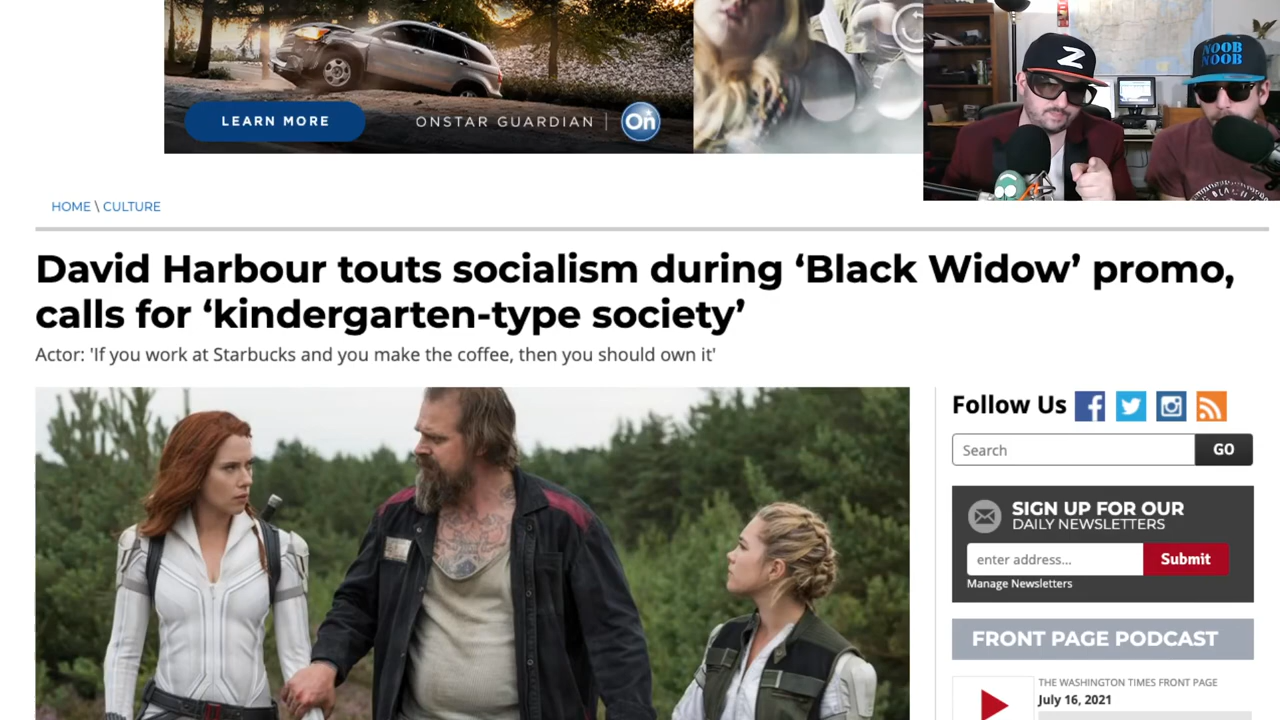 LEARN MORE
ONSTAR GUARDIAN | On
Z
NOOB
NOOB
HOME \ CULTURE
David Harbour touts socialism during ‘Black Widow’ promo,
calls for ‘kindergarten-type society’
Actor: 'If you work at Starbucks and you make the coffee, then you should own it'
Follow Us
Search
GO
SIGN UP FOR OUR
DAILY NEWSLETTERS
enter address...
Submit
Manage Newsletters
FRONT PAGE PODCAST
THE WASHINGTON TIMES FRONT PAGE
July 16, 2021